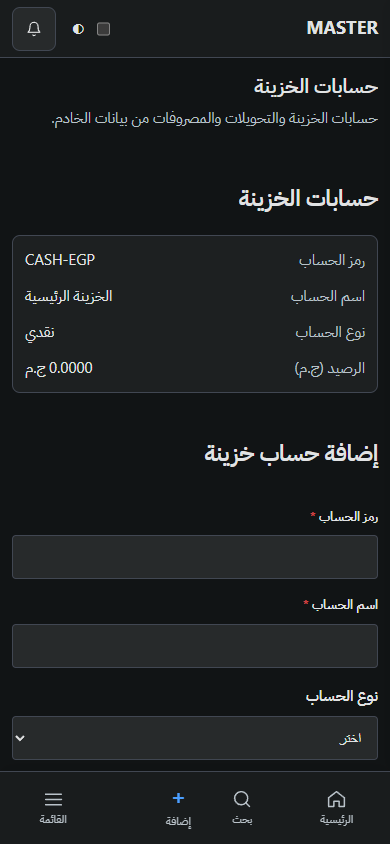 MASTER
حسابات الخزينة
حسابات الخزينة والتحويلات والمصروفات من بيانات الخادم.
حسابات الخزينة
رمز الحساب CASH-EGP
اسم الحساب الخزينة الرئيسية
نوع الحساب نقدي
الرصيد (ج.م) 0.0000 ج.م
إضافة حساب خزينة
رمز الحساب *
اسم الحساب *
نوع الحساب
اختر
الرئيسية بحث إضافة القائمة